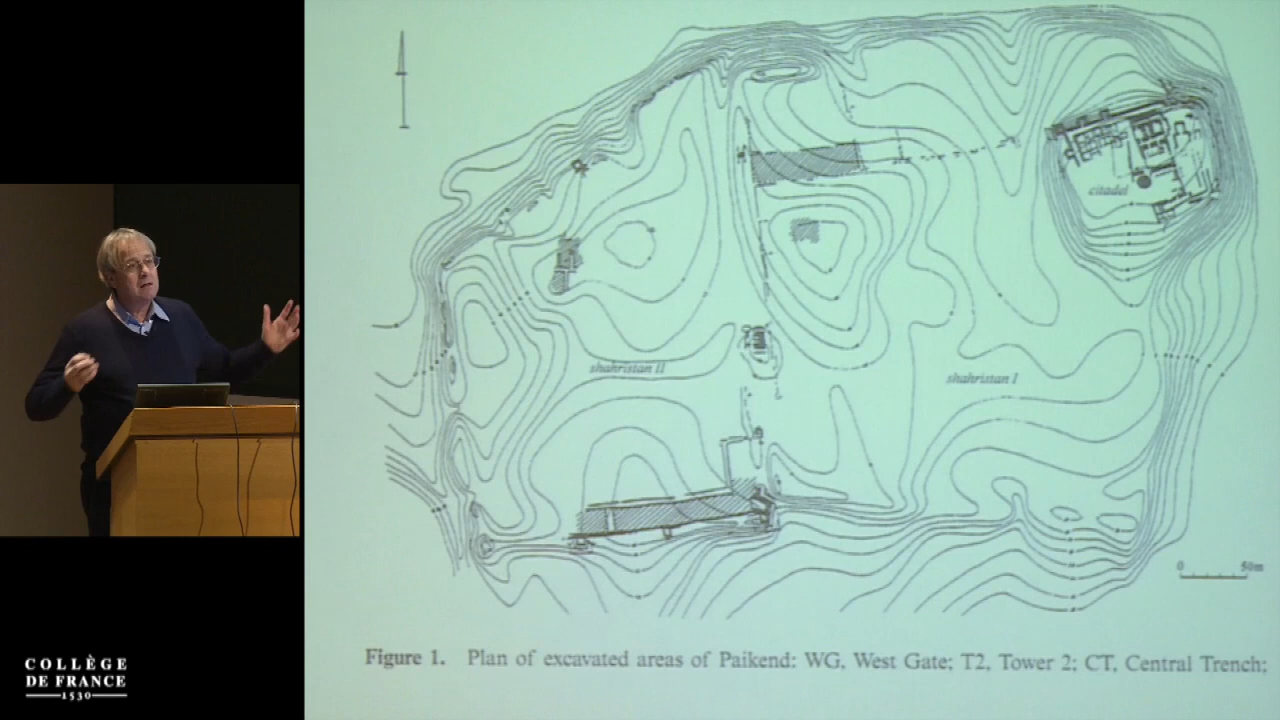 citadel
shahristan II
shahristan I
0 50m
Figure 1. Plan of excavated areas of Paikend: WG, West Gate; T2, Tower 2; CT, Central Trench;
COLLÈGE
DE FRANCE
1530